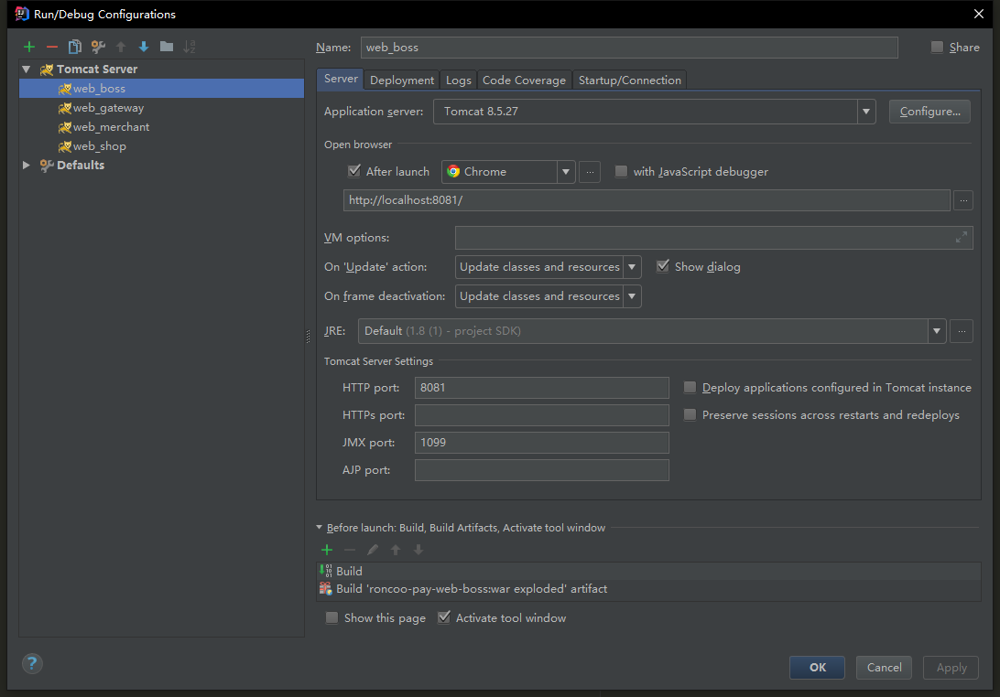 Run/Debug Configurations
Name: web_boss Share
Tomcat Server
web_boss
web_gateway
web_merchant
web_shop
Defaults
Server Deployment Logs Code Coverage Startup/Connection
Application server: Tomcat 8.5.27 Configure...
Open browser
After launch Chrome ... with JavaScript debugger
http://localhost:8081/ ...
VM options:
On 'Update' action: Update classes and resources Show dialog
On frame deactivation: Update classes and resources
JRE: Default (1.8 (1) - project SDK) ...
Tomcat Server Settings
HTTP port: 8081 Deploy applications configured in Tomcat instance
HTTPs port: Preserve sessions across restarts and redeploys
JMX port: 1099
AJP port:
Before launch: Build, Build Artifacts, Activate tool window
Build
Build 'roncoo-pay-web-boss:war exploded' artifact
Show this page Activate tool window
? OK Cancel Apply